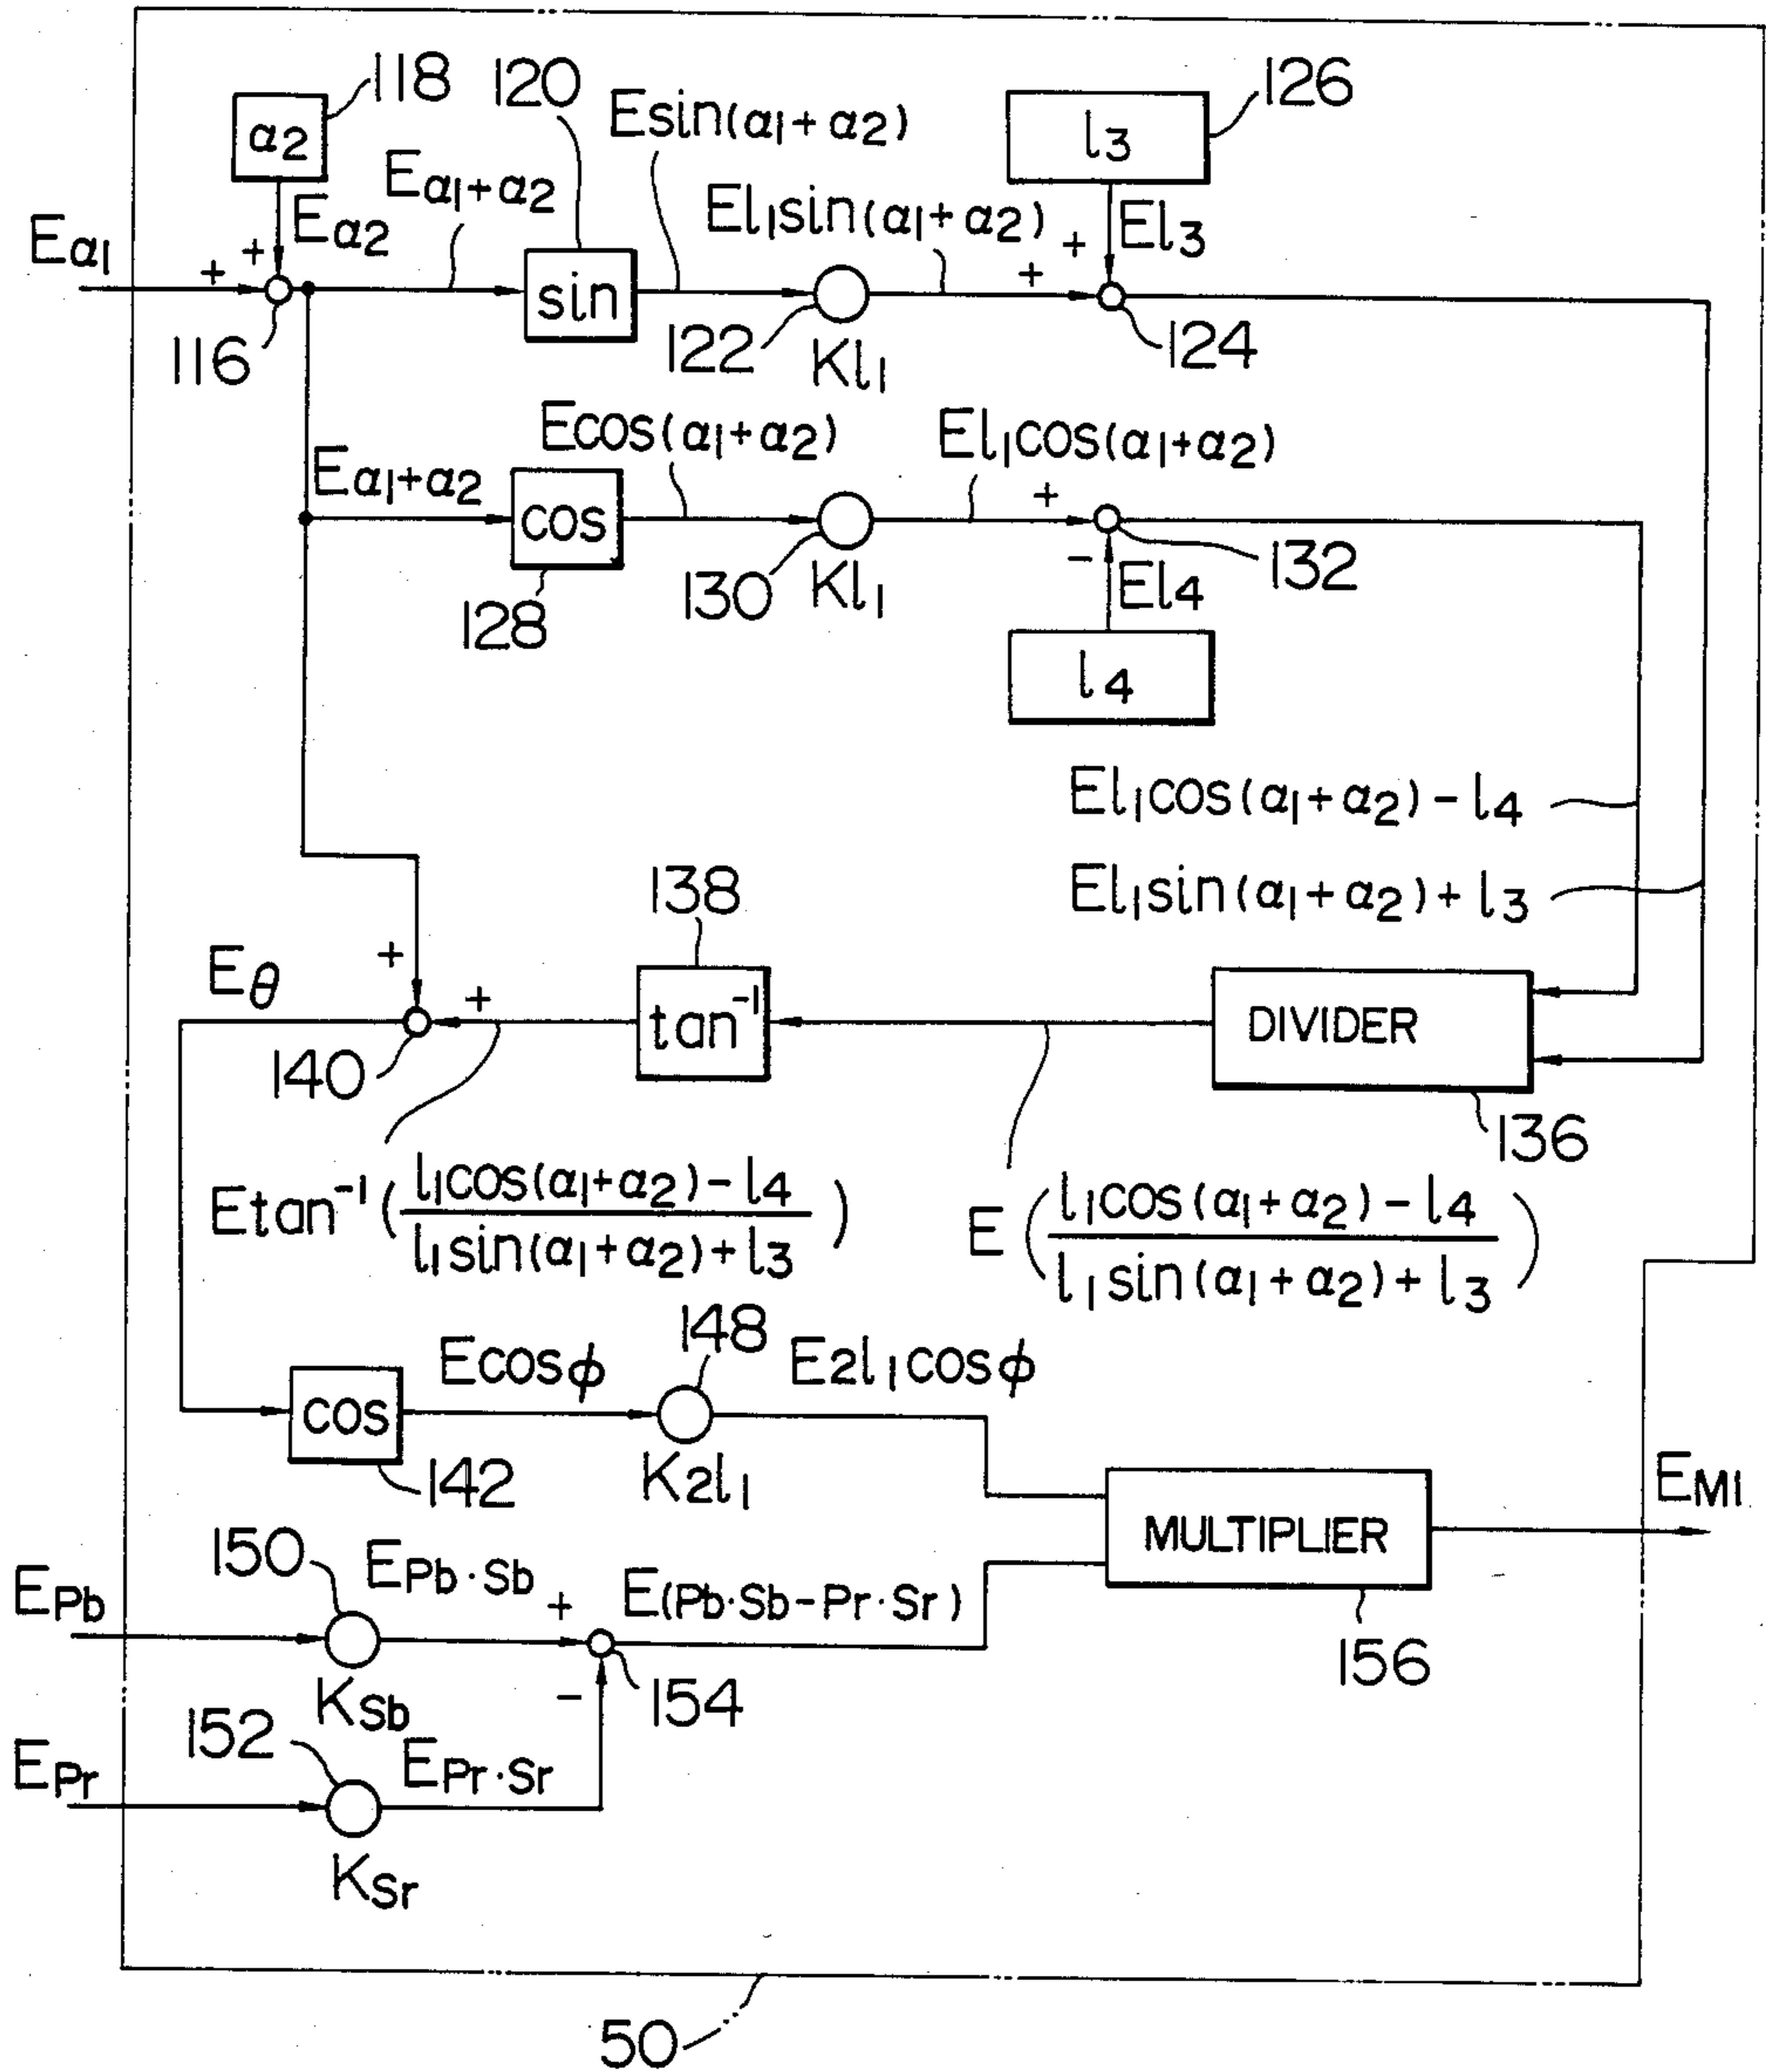 118
120
126
α2
Esin(α1+α2)
l3
Eα1+α2
El1sin(α1+α2)
Eα1
+
+
Eα2
+
+
El3
sin
116
122
Kl1
124
Ecos(α1+α2)
El1cos(α1+α2)
Eα1+α2
+
cos
132
-
128
130
Kl1
El4
l4
El1cos(α1+α2)-l4
El1sin(α1+α2)+l3
138
Eθ
+
+
tan-1
DIVIDER
140
136
Etan-1(l1cos(α1+α2)-l4/l1sin(α1+α2)+l3)
E(l1cos(α1+α2)-l4/l1sin(α1+α2)+l3)
148
Ecosφ
E2l1cosφ
cos
142
K2l1
EM1
MULTIPLIER
150
EPb·Sb
+
E(Pb·Sb-Pr·Sr)
EPb
156
KSb
-
154
152
EPr·Sr
EPr
KSr
50